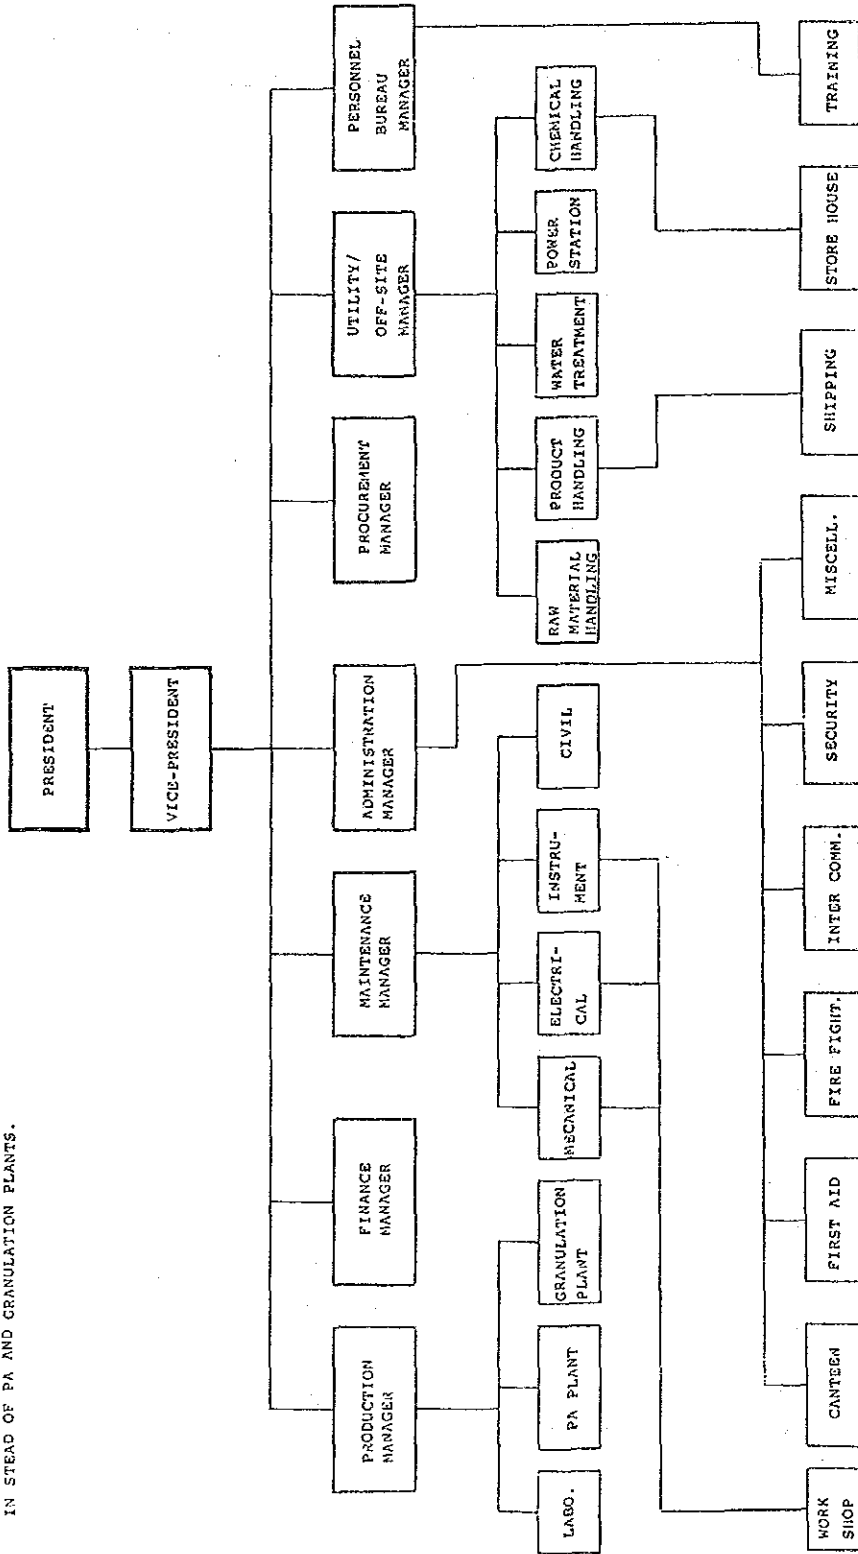 IN STEAD OF PA AND GRANULATION PLANTS.
PRESIDENT
VICE-PRESIDENT
PRODUCTION
MANAGER
FINANCE
MANAGER
MAINTENANCE
MANAGER
ADMINISTRATION
MANAGER
PROCUREMENT
MANAGER
UTILITY/
OFF-SITE
MANAGER
PERSONNEL
BUREAU
MANAGER
LABO.
PA PLANT
GRANULATION
PLANT
MECANICAL
ELECTRI-
CAL
INSTRU-
MENT
CIVIL
RAW
MATERIAL
HANDLING
PRODUCT
HANDLING
WATER
TREATMENT
POWER
STATION
CHEMICAL
HANDLING
WORK
SHOP
CANTEEN
FIRST AID
FIRE FIGHT.
INTER COMM.
SECURITY
MISCELL.
SHIPPING
STORE HOUSE
TRAINING